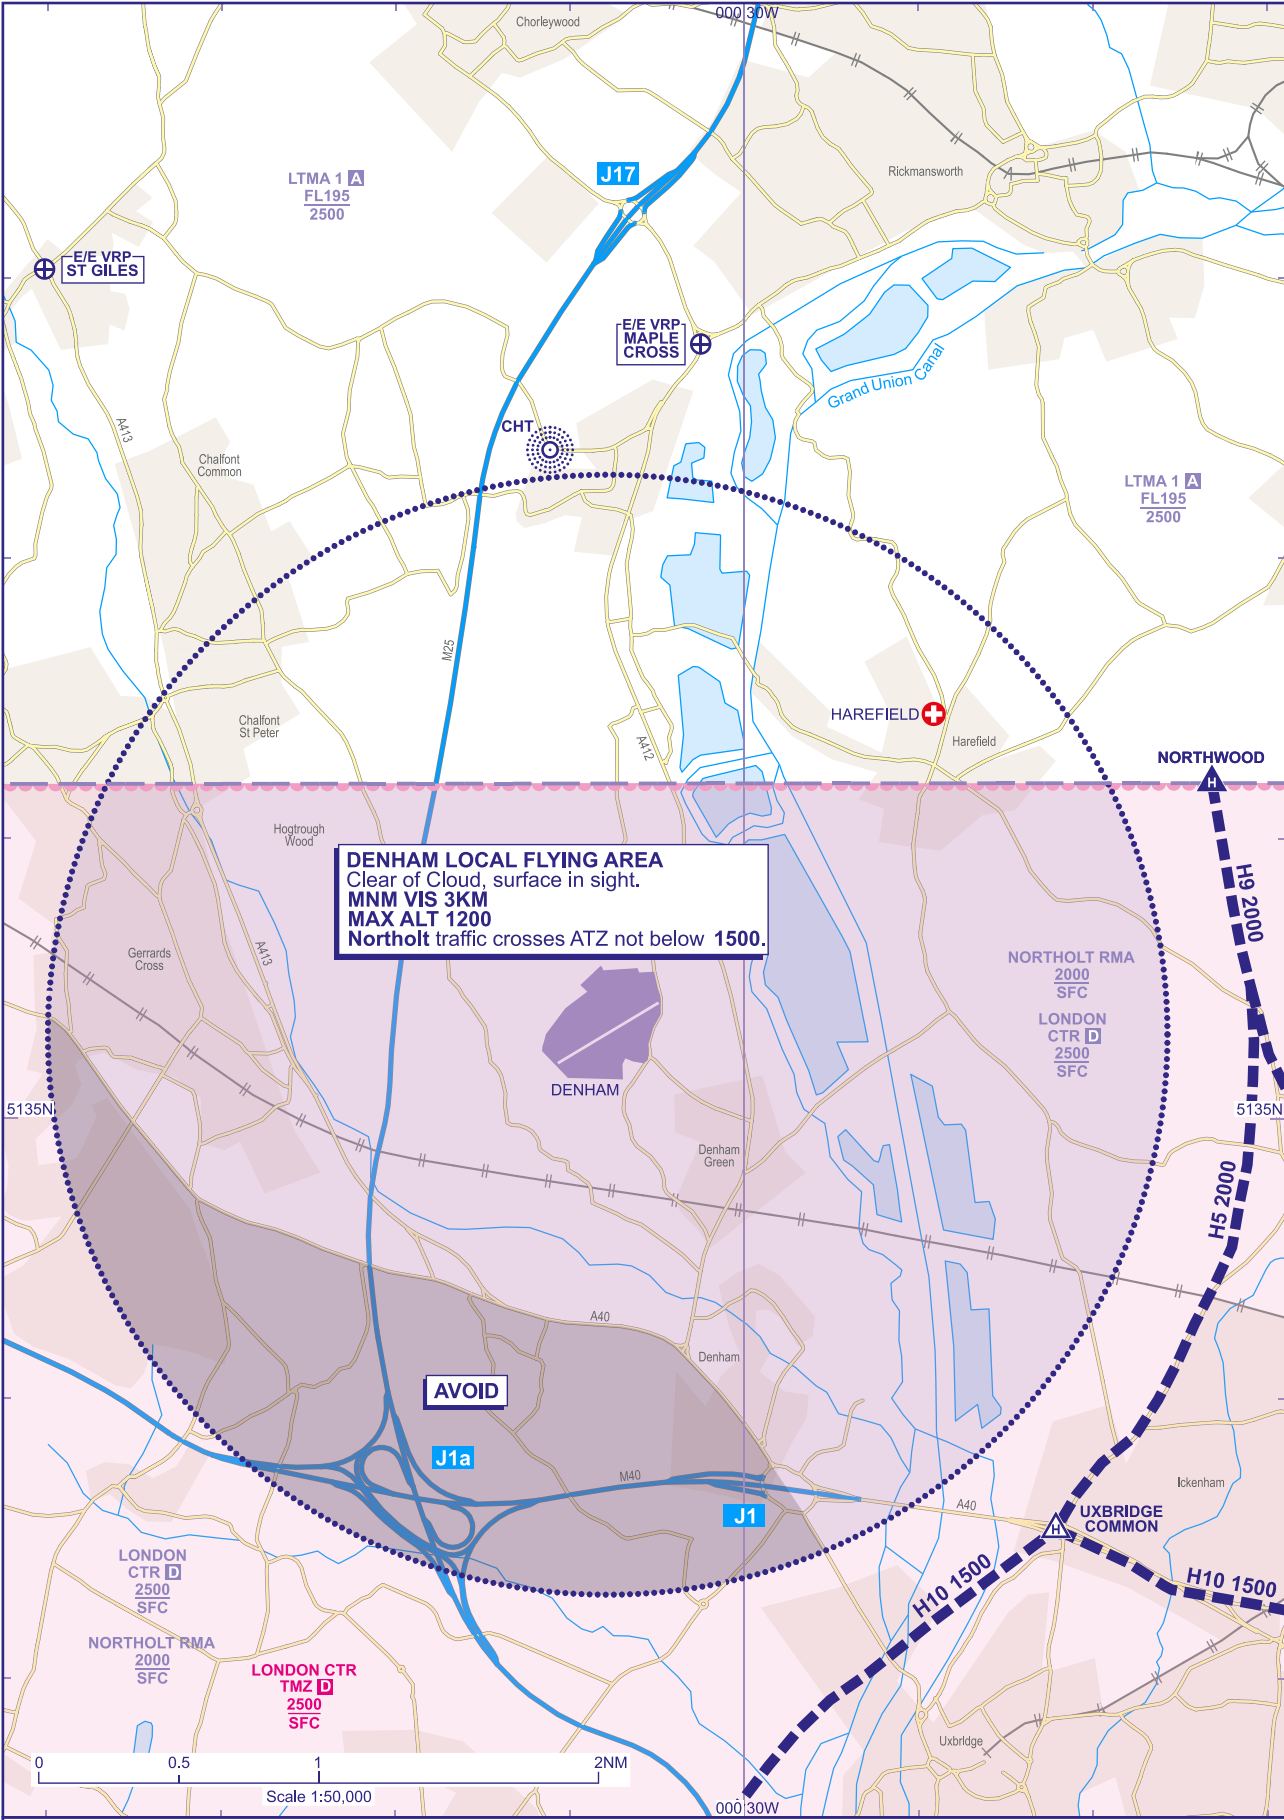 000 30W
Chorleywood
J17
Rickmansworth
LTMA 1 A
FL195
2500
E/E VRP
ST GILES
E/E VRP
MAPLE
CROSS
Grand Union Canal
A413
CHT
Chalfont
Common
LTMA 1 A
FL195
2500
M25
HAREFIELD
Harefield
Chalfont
St Peter
A412
NORTHWOOD
H
Hogtrough
Wood
DENHAM LOCAL FLYING AREA
Clear of Cloud, surface in sight.
MNM VIS 3KM
MAX ALT 1200
Northolt traffic crosses ATZ not below 1500.
H9 2000
Gerrards
Cross
A413
NORTHOLT RMA
2000
SFC
LONDON
CTR D
2500
SFC
DENHAM
5135N
5135N
Denham
Green
H5 2000
A40
Denham
AVOID
J1a
M40
J1
A40
Ickenham
UXBRIDGE
COMMON
H
H10 1500
H10 1500
LONDON
CTR D
2500
SFC
NORTHOLT RMA
2000
SFC
LONDON CTR
TMZ D
2500
SFC
Uxbridge
0 0.5 1 2NM
Scale 1:50,000
000 30W